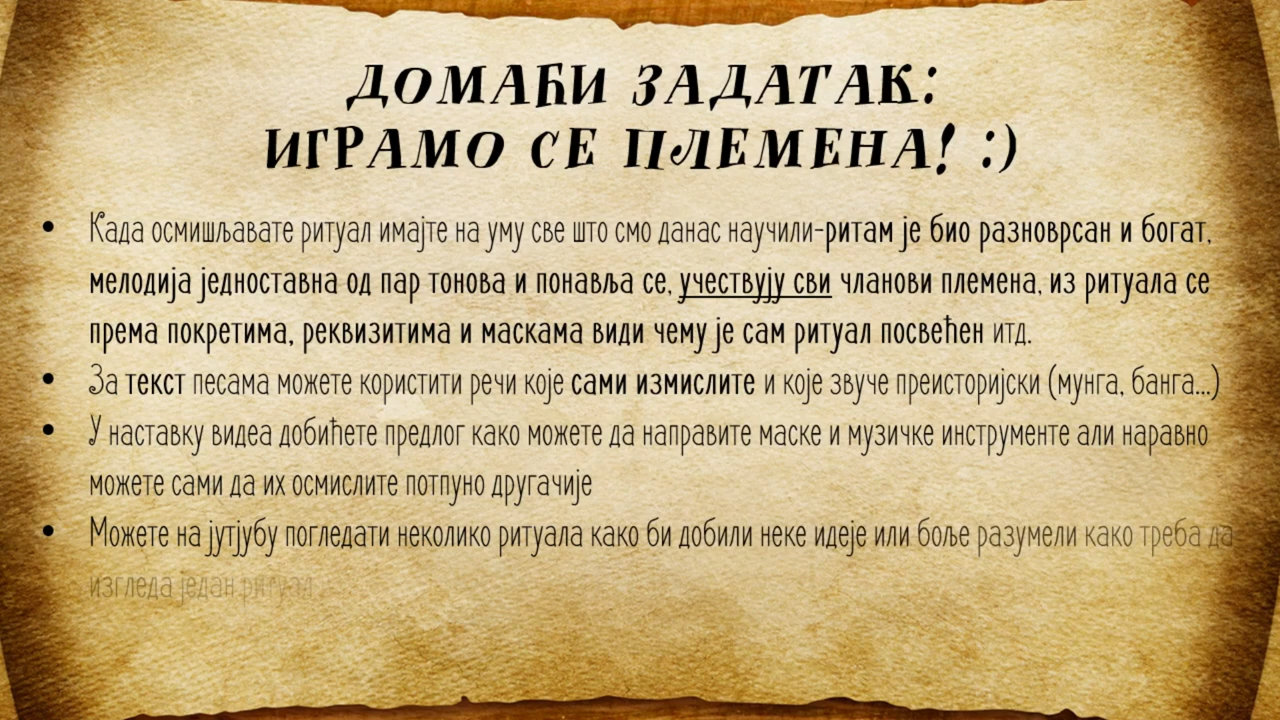 ДОМАЋИ ЗАДАТАК:
ИГРАМО СЕ ПЛЕМЕНА! :)
• Када осмишљавате ритуал имајте на уму све што смо данас научили-ритам је био разноврсан и богат,
мелодија једноставна од пар тонова и понавља се, учествују сви чланови племена, из ритуала се
према покретима, реквизитима и маскама види чему је сам ритуал посвећен итд.
• За текст песама можете користити речи које сами измислите и које звуче преисторијски (мунга, банга...)
• У наставку видеа добићете предлог како можете да направите маске и музичке инструменте али наравно
можете сами да их осмислите потпуно другачије
• Можете на јутјубу погледати неколико ритуала како би добили неке идеје или боље разумели како треба да
изгледа један ритуал